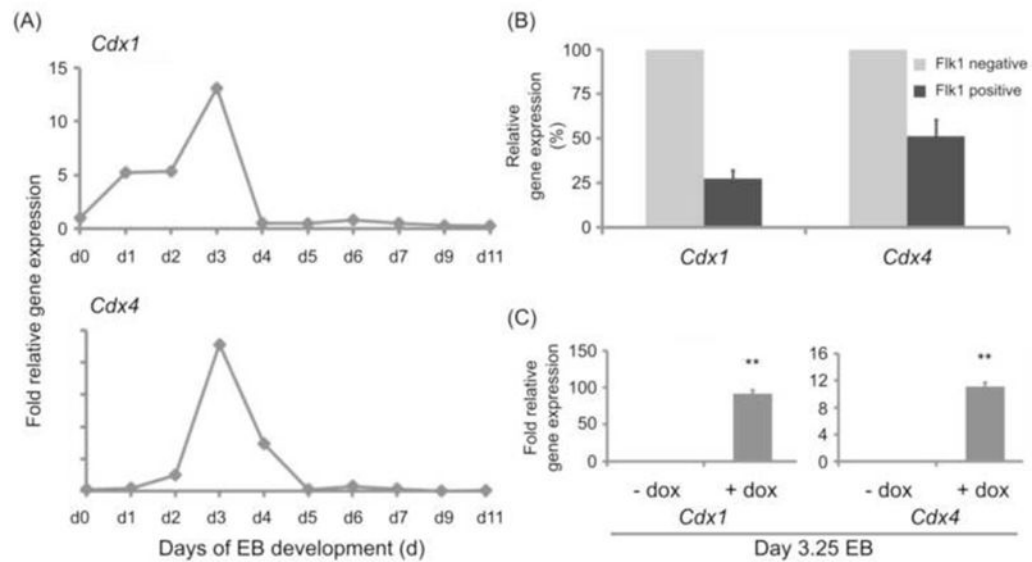 (A)
Cdx1
Fold relative gene expression
15
10
5
0
d0 d1 d2 d3 d4 d5 d6 d7 d9 d11
Cdx4
d0 d1 d2 d3 d4 d5 d6 d7 d9 d11
Days of EB development (d)
(B)
Relative
gene expression
(%)
100
75
50
25
0
Flk1 negative
Flk1 positive
Cdx1 Cdx4
(C)
Fold relative
gene expression
150
100
50
0
**
- dox + dox
Cdx1
16
12
8
4
0
**
- dox + dox
Cdx4
Day 3.25 EB